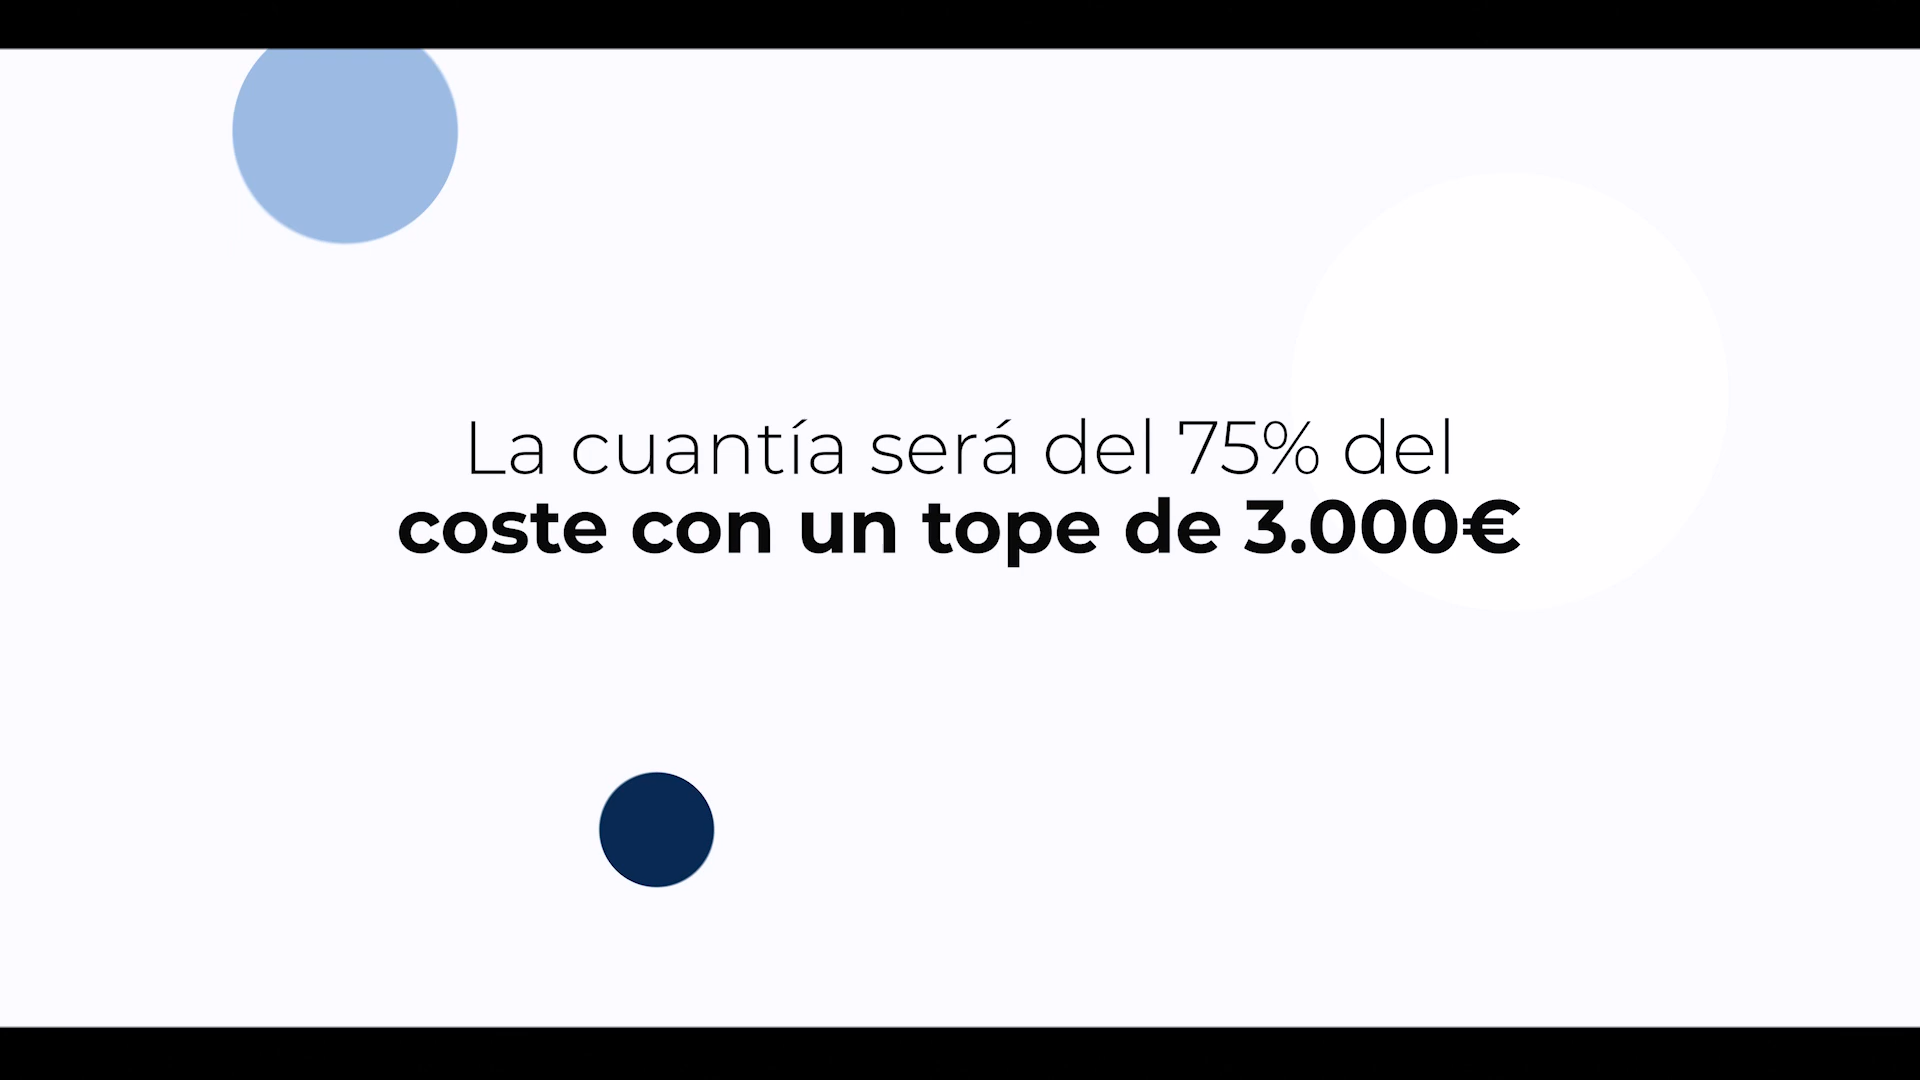 La cuantía será del 75% del
coste con un tope de 3.000€